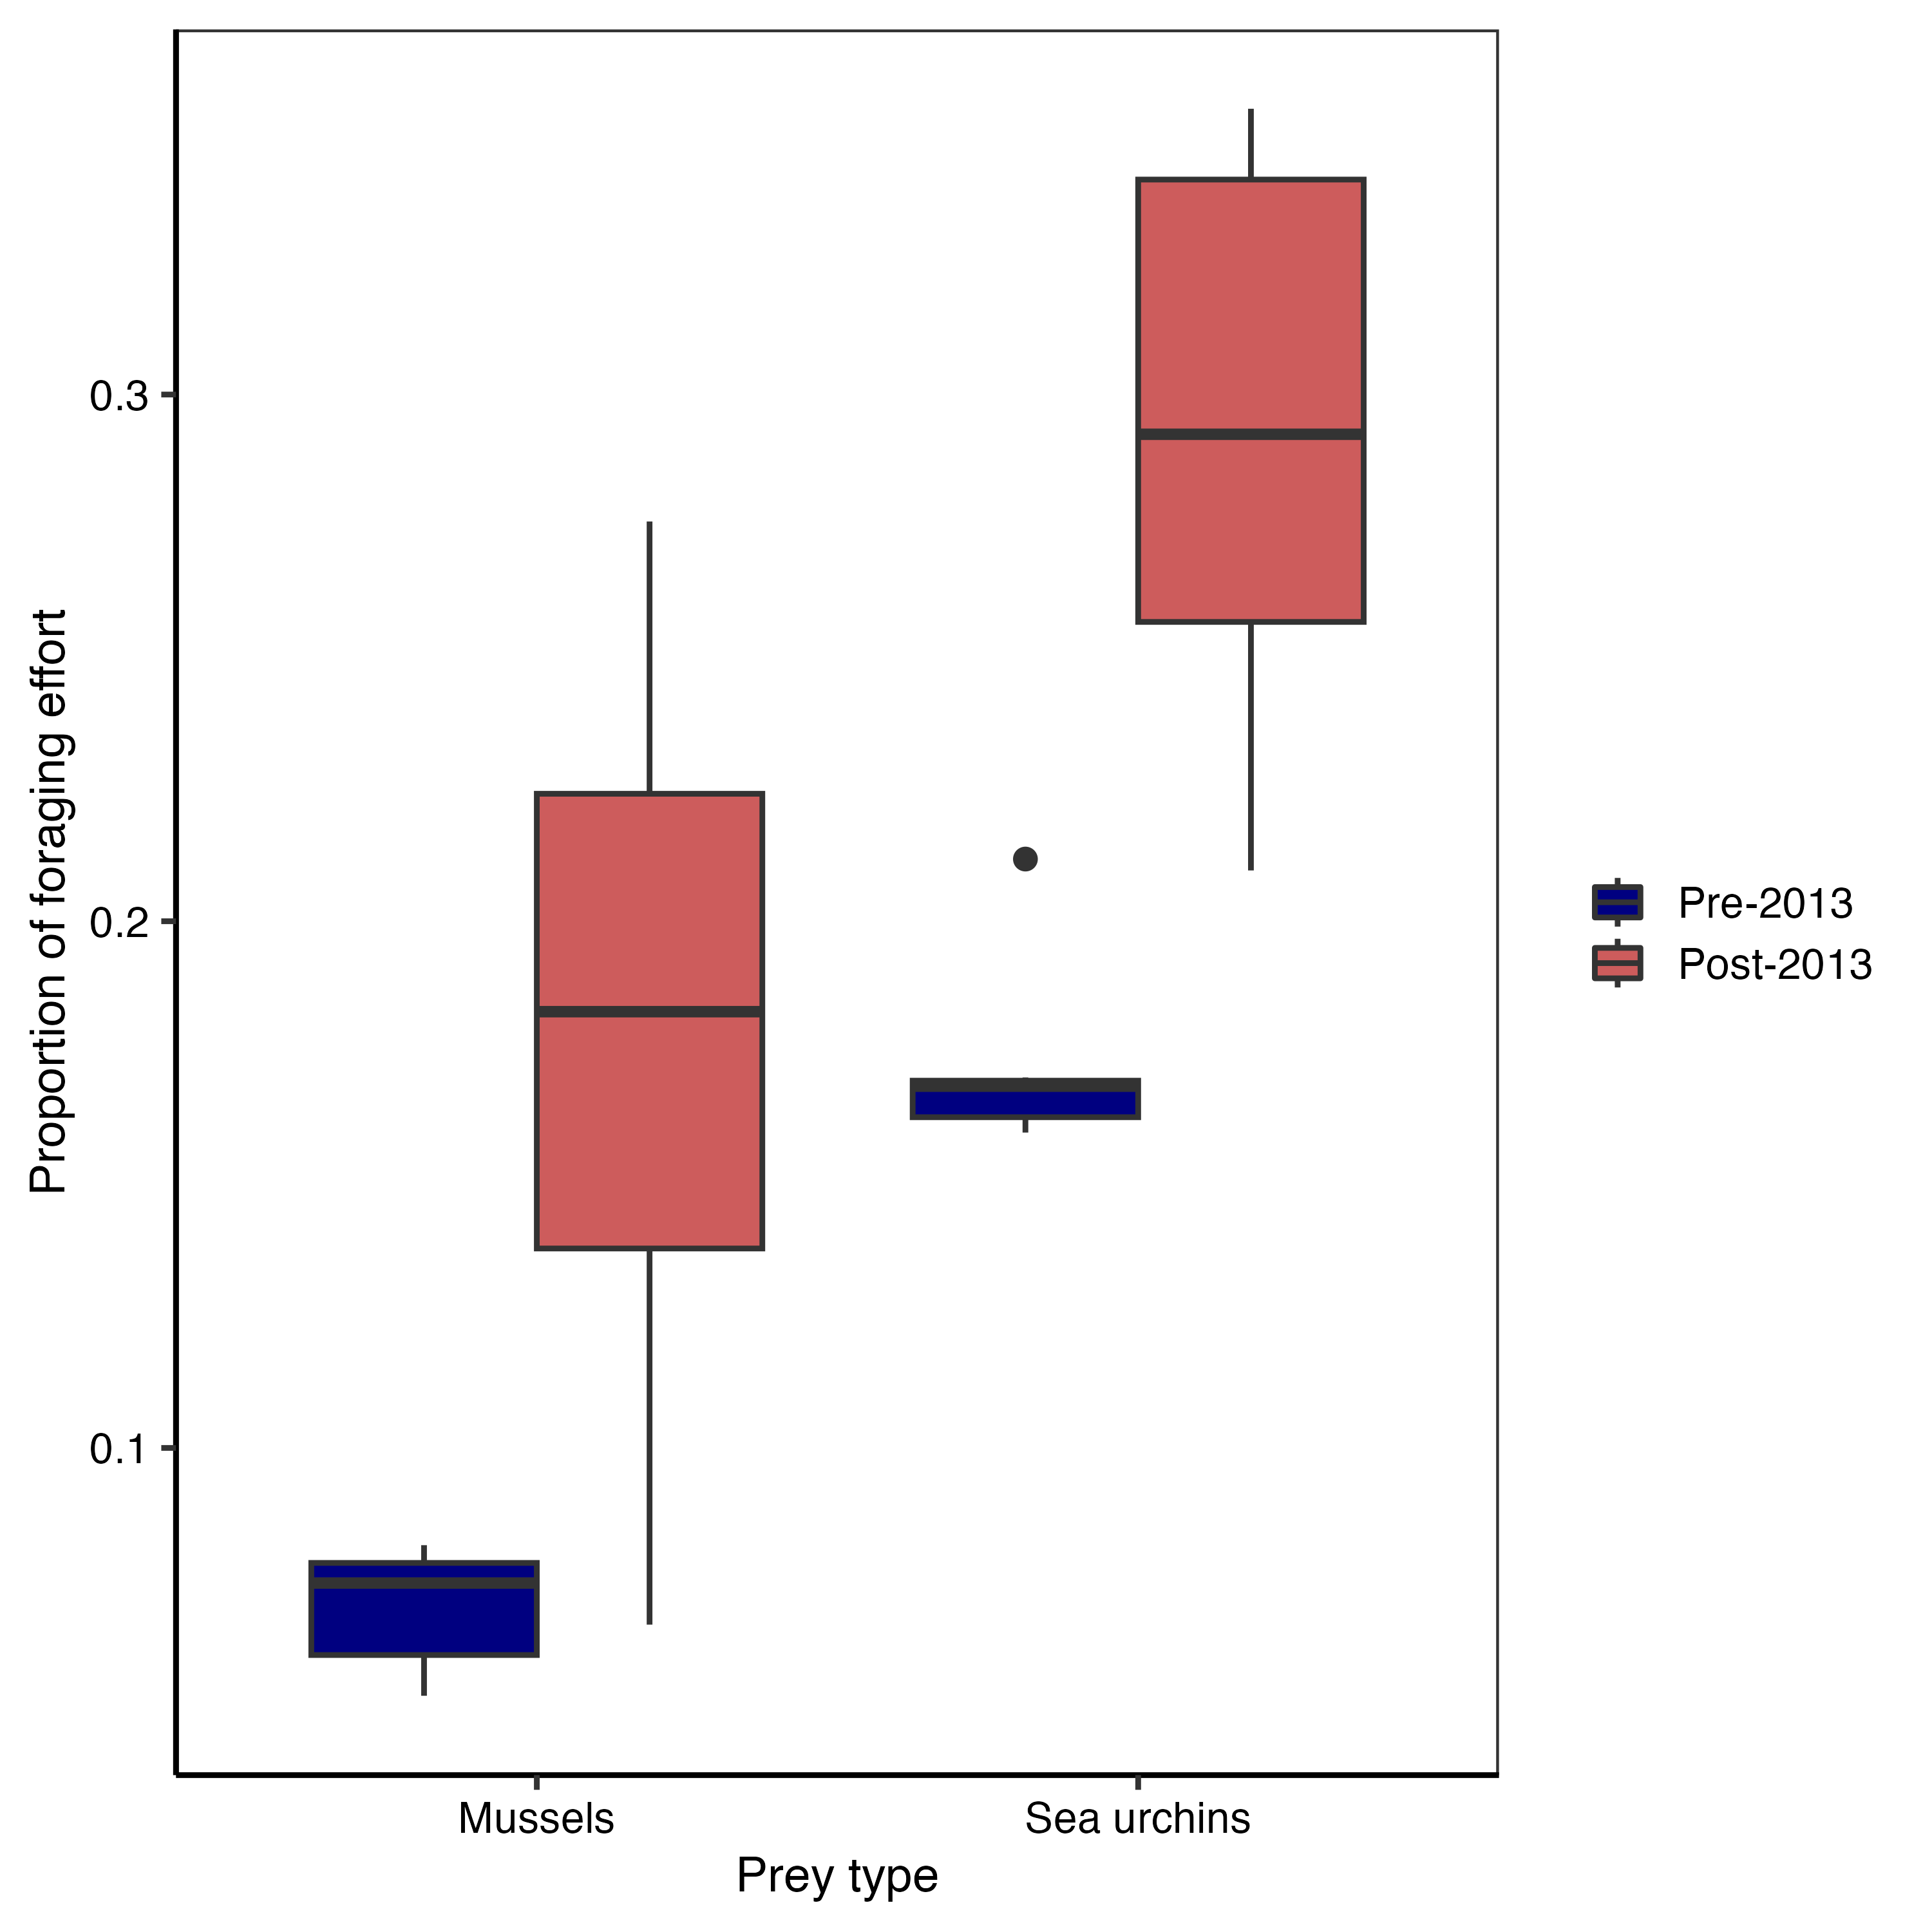 Proportion of foraging effort
0.3
0.2
0.1
Mussels
Sea urchins
Prey type
Pre-2013
Post-2013